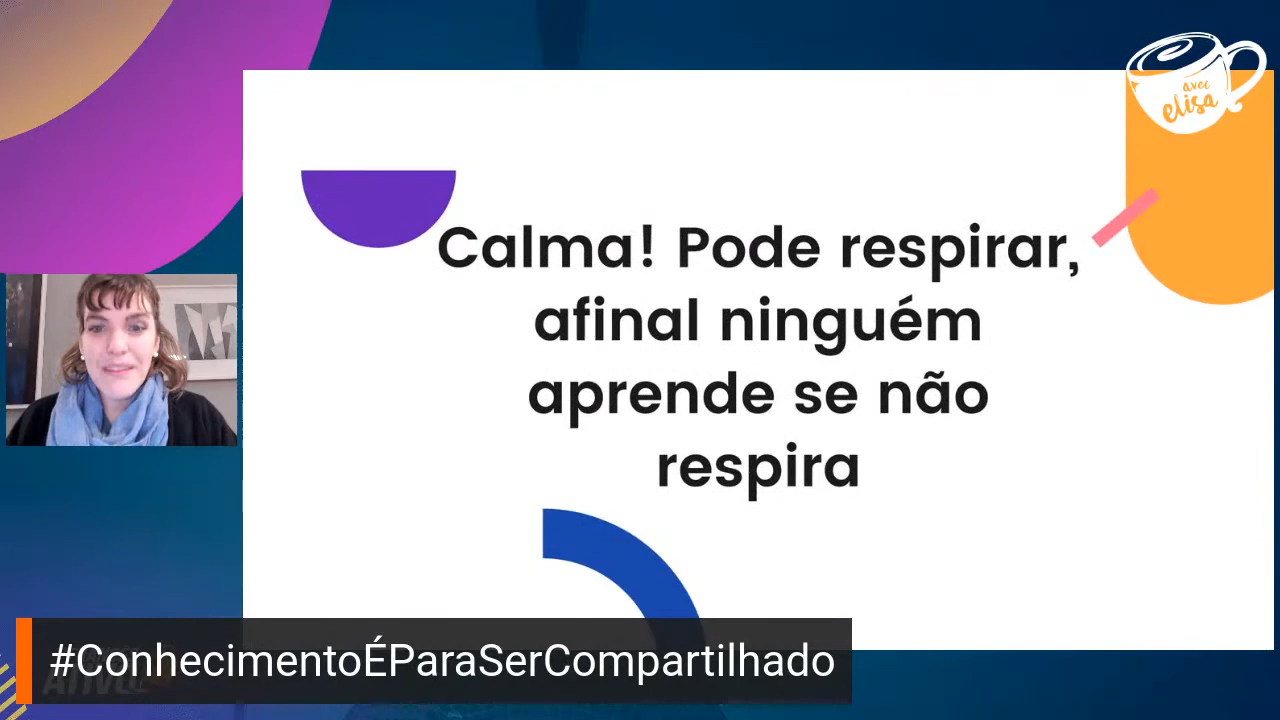 avec
elisa
Calma! Pode respirar,
afinal ninguém
aprende se não
respira
#ConhecimentoÉParaSerCompartilhado